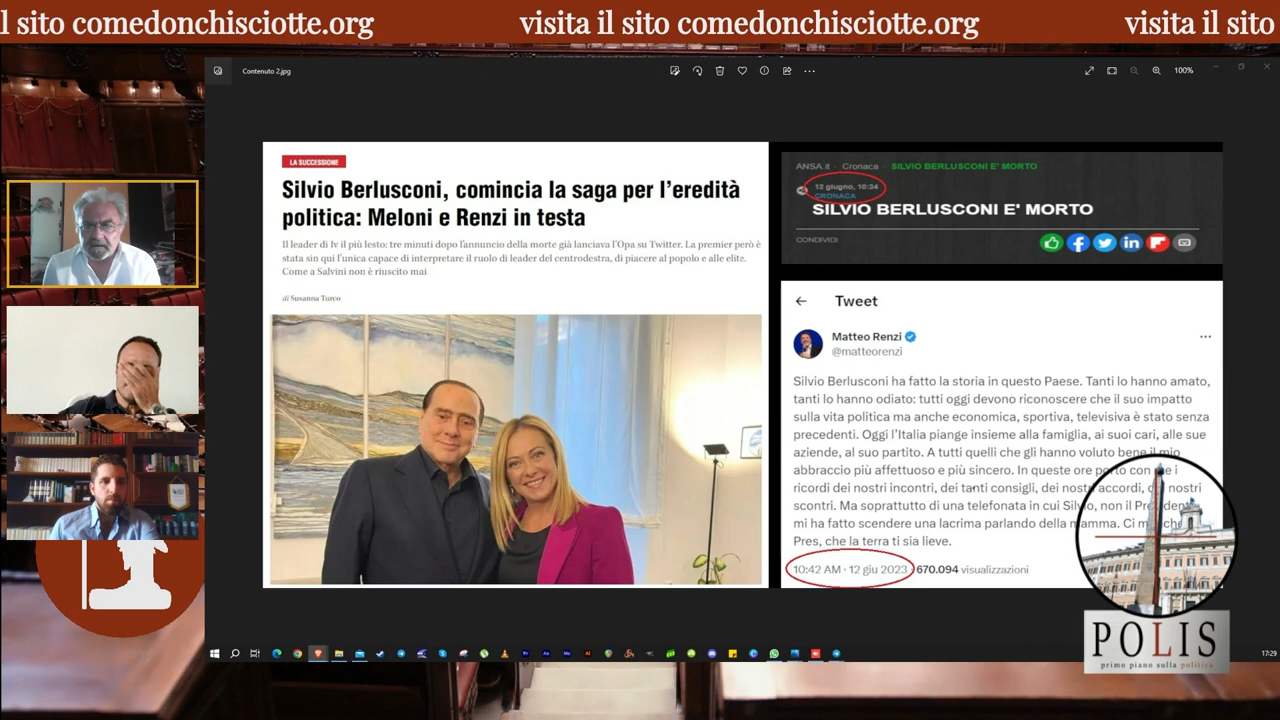 l sito comedonchisciotte.org
visita il sito comedonchisciotte.org
visita il sito
Contenuto 2.jpg
100%
LA SUCCESSIONE
Silvio Berlusconi, comincia la saga per l'eredità
politica: Meloni e Renzi in testa
Il leader di Iv il più lesto: tre minuti dopo l'annuncio della morte già lanciava l'Opa su Twitter. La premier però è
stata sin qui l'unica capace di interpretare il ruolo di leader del centrodestra, di piacere al popolo e alle elite.
Come a Salvini non è riuscito mai
di Susanna Turco
ANSA.it Cronaca SILVIO BERLUSCONI E' MORTO
12 giugno, 10:34
CRONACA
SILVIO BERLUSCONI E' MORTO
CONDIVIDI
Tweet
Matteo Renzi
@matteorenzi
Silvio Berlusconi ha fatto la storia in questo Paese. Tanti lo hanno amato,
tanti lo hanno odiato: tutti oggi devono riconoscere che il suo impatto
sulla vita politica ma anche economica, sportiva, televisiva è stato senza
precedenti. Oggi l'Italia piange insieme alla famiglia, ai suoi cari, alle sue
aziende, al suo partito. A tutti quelli che gli hanno voluto bene il mio
abbraccio più affettuoso e più sincero. In queste ore porto con me i
ricordi dei nostri incontri, dei tanti consigli, dei nostri accordi, dei nostri
scontri. Ma soprattutto di una telefonata in cui Silvio, non il Presidente
mi ha fatto scendere una lacrima parlando della mamma. Ci
Pres, che la terra ti sia lieve.
10:42 AM · 12 giu 2023 · 670.094 visualizzazioni
POLIS
primo piano sulla politica
17:29